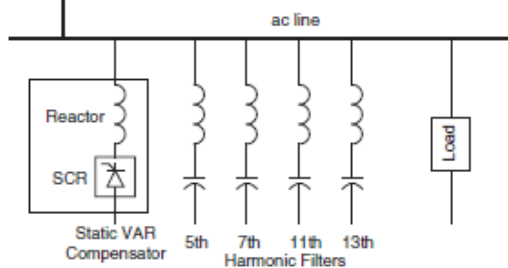 ac line
Reactor
SCR
Load
Static VAR
Compensator
5th 7th 11th 13th
Harmonic Filters